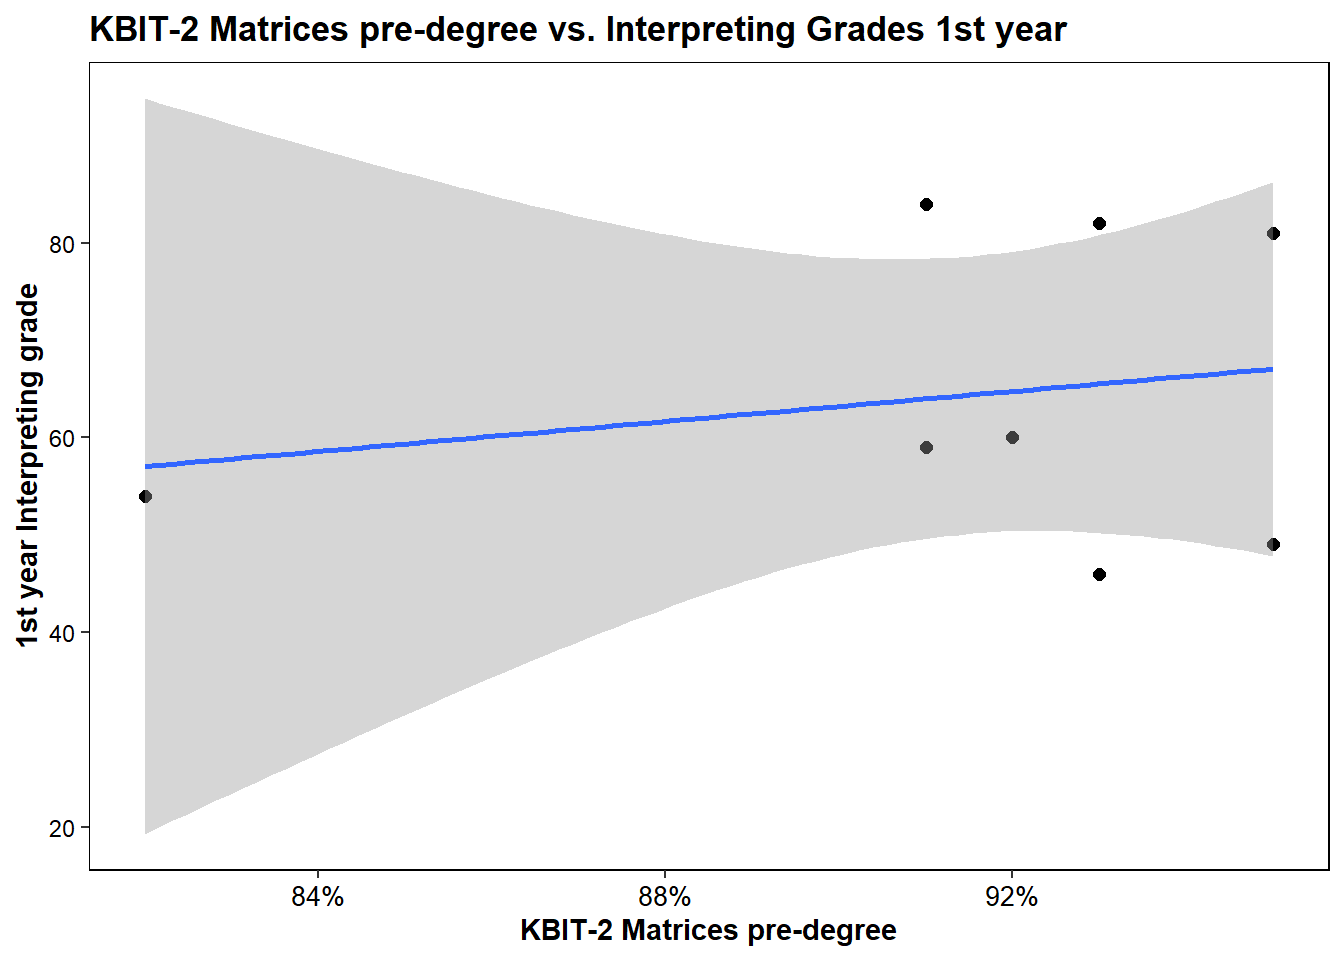 KBIT-2 Matrices pre-degree vs. Interpreting Grades 1st year
1st year Interpreting grade
80
60
40
20
84%
88%
92%
KBIT-2 Matrices pre-degree